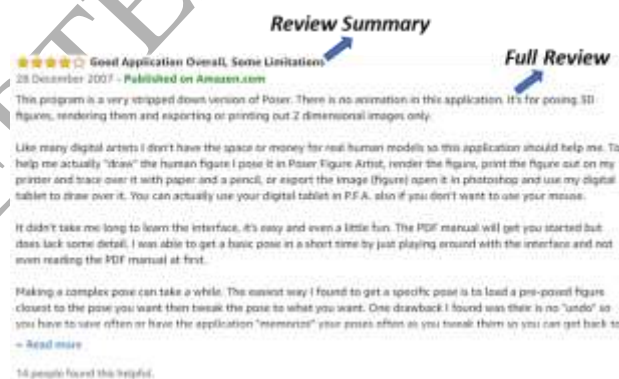 Review Summary
Good Application Overall, Some Limitations
Full Review
28 December 2007 - Published on Amazon.com
This program is a very stripped down version of Poser. There is no animation in this application. It's for posing 3D
figures, rendering them and exporting or printing out 2 dimensional images only.
Like many digital artists I don't have the space or money for real human models so this application should help me. To
help me actually "draw" the human figure I pose it in Poser Figure Artist, render the figure, print the figure out on my
printer and trace over it with paper and a pencil, or export the image (figure) open it in photoshop and use my digital
tablet to draw over it. You can actually use your digital tablet in P.F.A. also if you don't want to use your mouse.
It didn't take me long to learn the interface, it's easy and even a little fun. The PDF manual will get you started but
does lack some detail. I was able to get a basic pose in a short time by just playing around with the interface and not
even reading the PDF manual at first.
Making a complex pose can take a while. The easiest way I found to get a specific pose is to load a pre-posed figure
closest to the pose you want then tweak the pose to what you want. One drawback I found was their is no "undo" so
you have to save often or have the application "memorize" your poses often as you tweak them so you can get back to
Read more
14 people found this helpful.